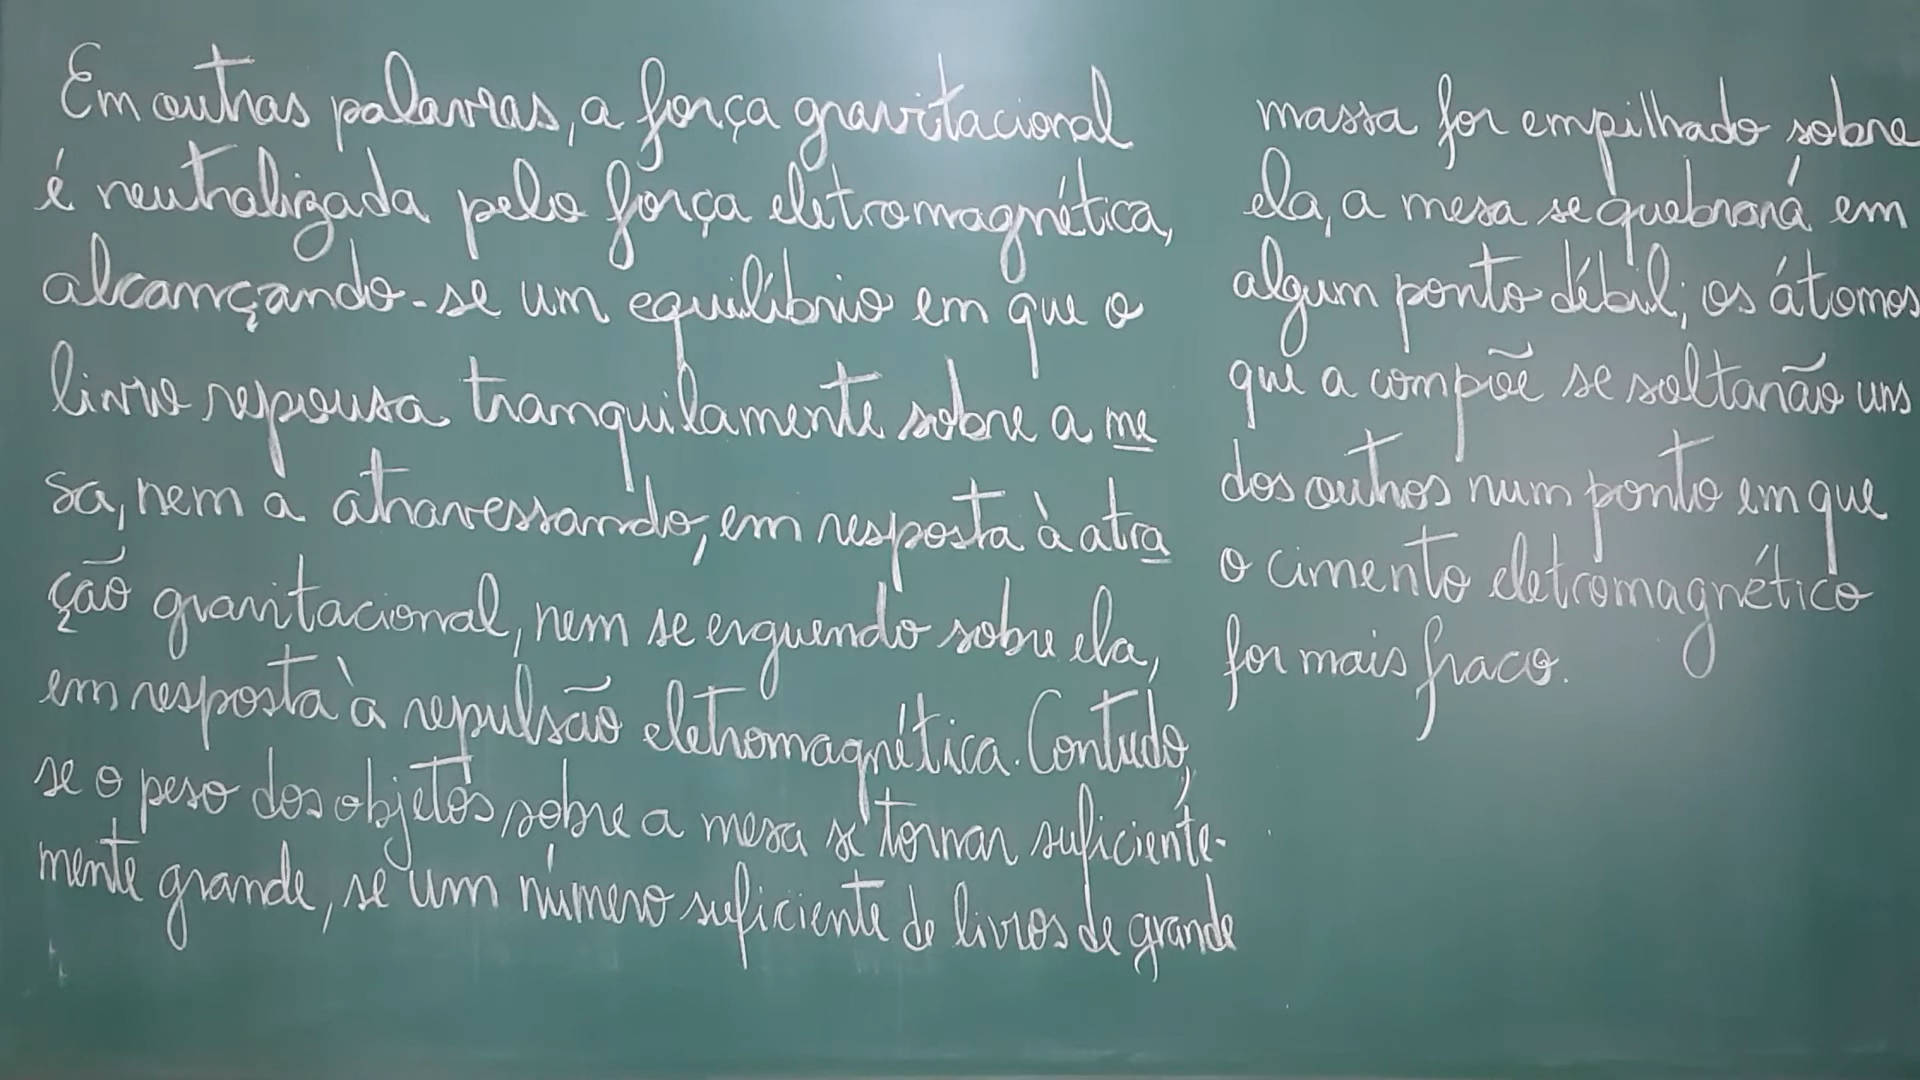 Em outras palavras, a força gravitacional
é neutralizada pela força eletromagnética,
alcançando-se um equilíbrio em que o
livro repousa tranquilamente sobre a me
sa, nem a atravessando, em resposta à atra
ção gravitacional, nem se erguendo sobre ela,
em resposta à repulsão eletromagnética. Contudo,
se o peso dos objetos sobre a mesa se tornar suficiente-
mente grande, se um número suficiente de livros de grande
massa for empilhado sobre
ela, a mesa se quebrará em
algum ponto débil; os átomos
que a compõe se soltarão uns
dos outros num ponto em que
o cimento eletromagnético
for mais fraco.